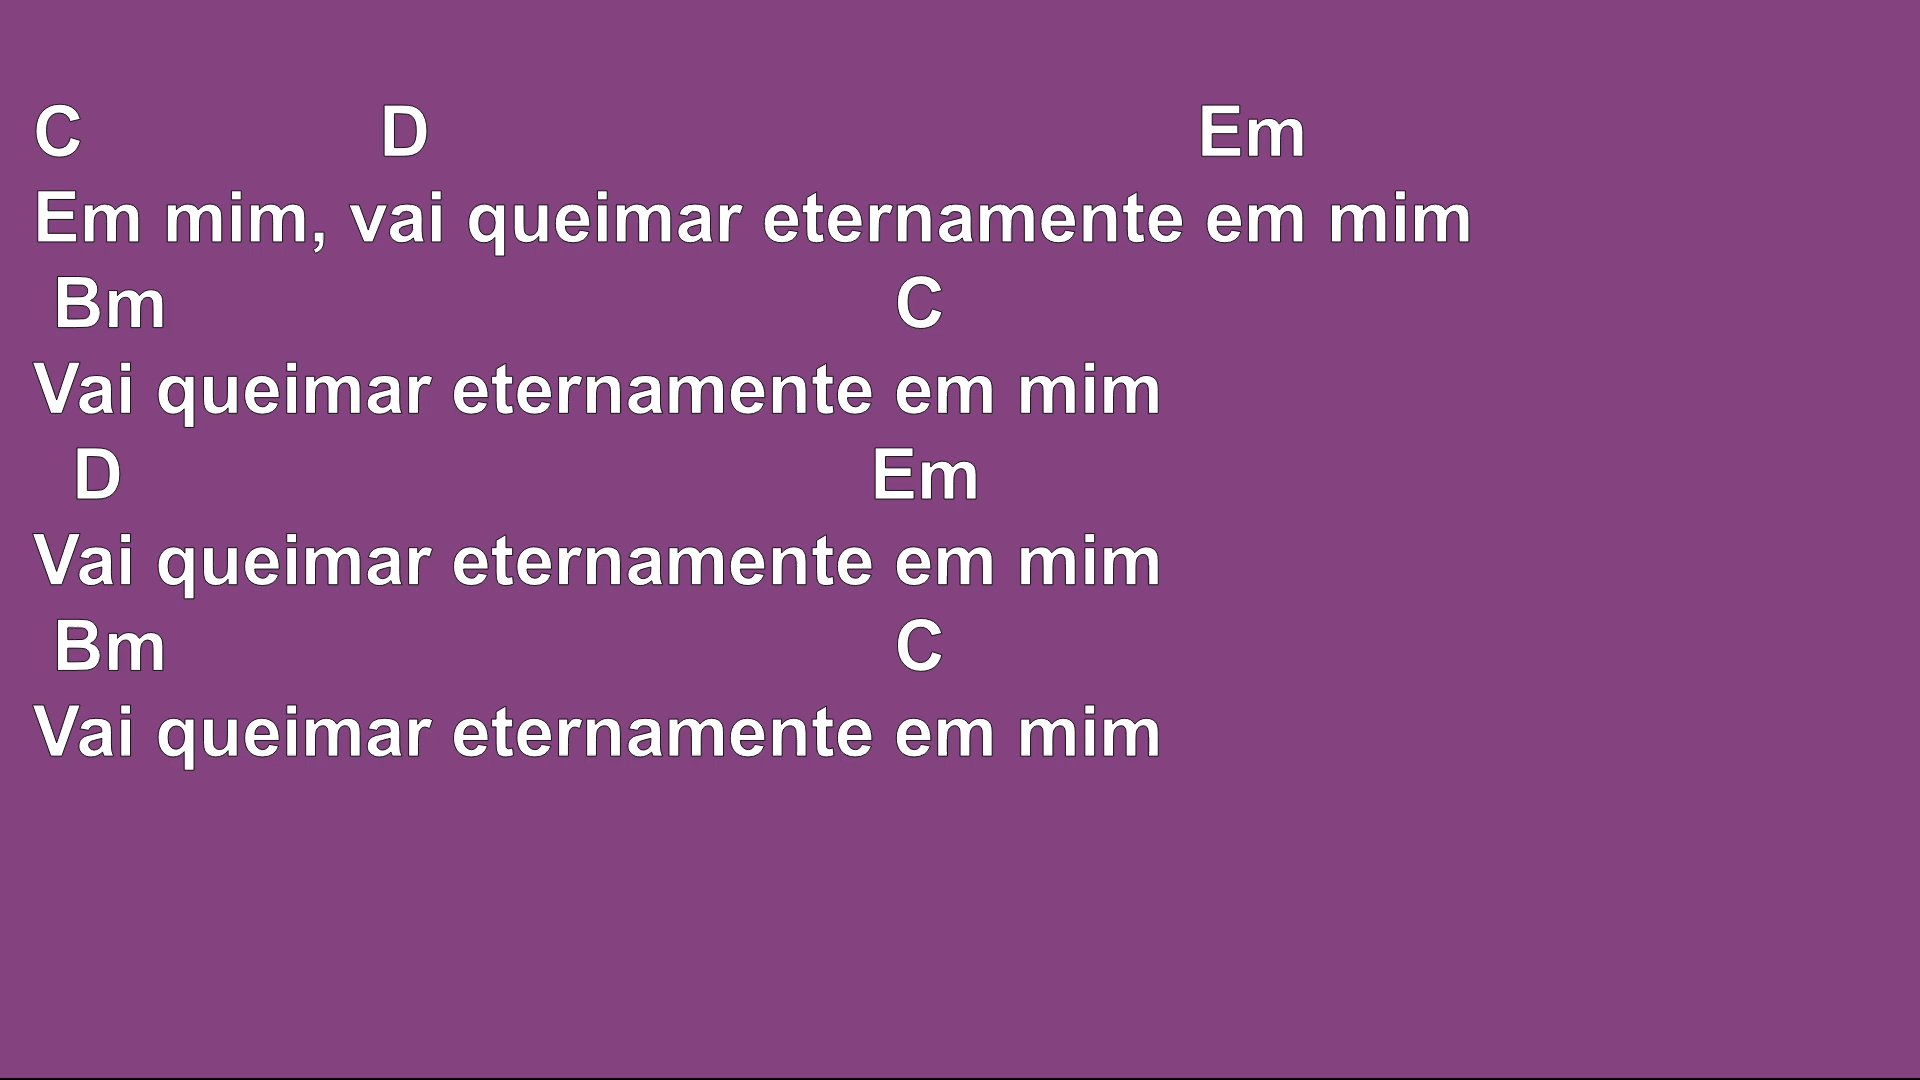 C D Em
Em mim, vai queimar eternamente em mim
Bm C
Vai queimar eternamente em mim
D Em
Vai queimar eternamente em mim
Bm C
Vai queimar eternamente em mim